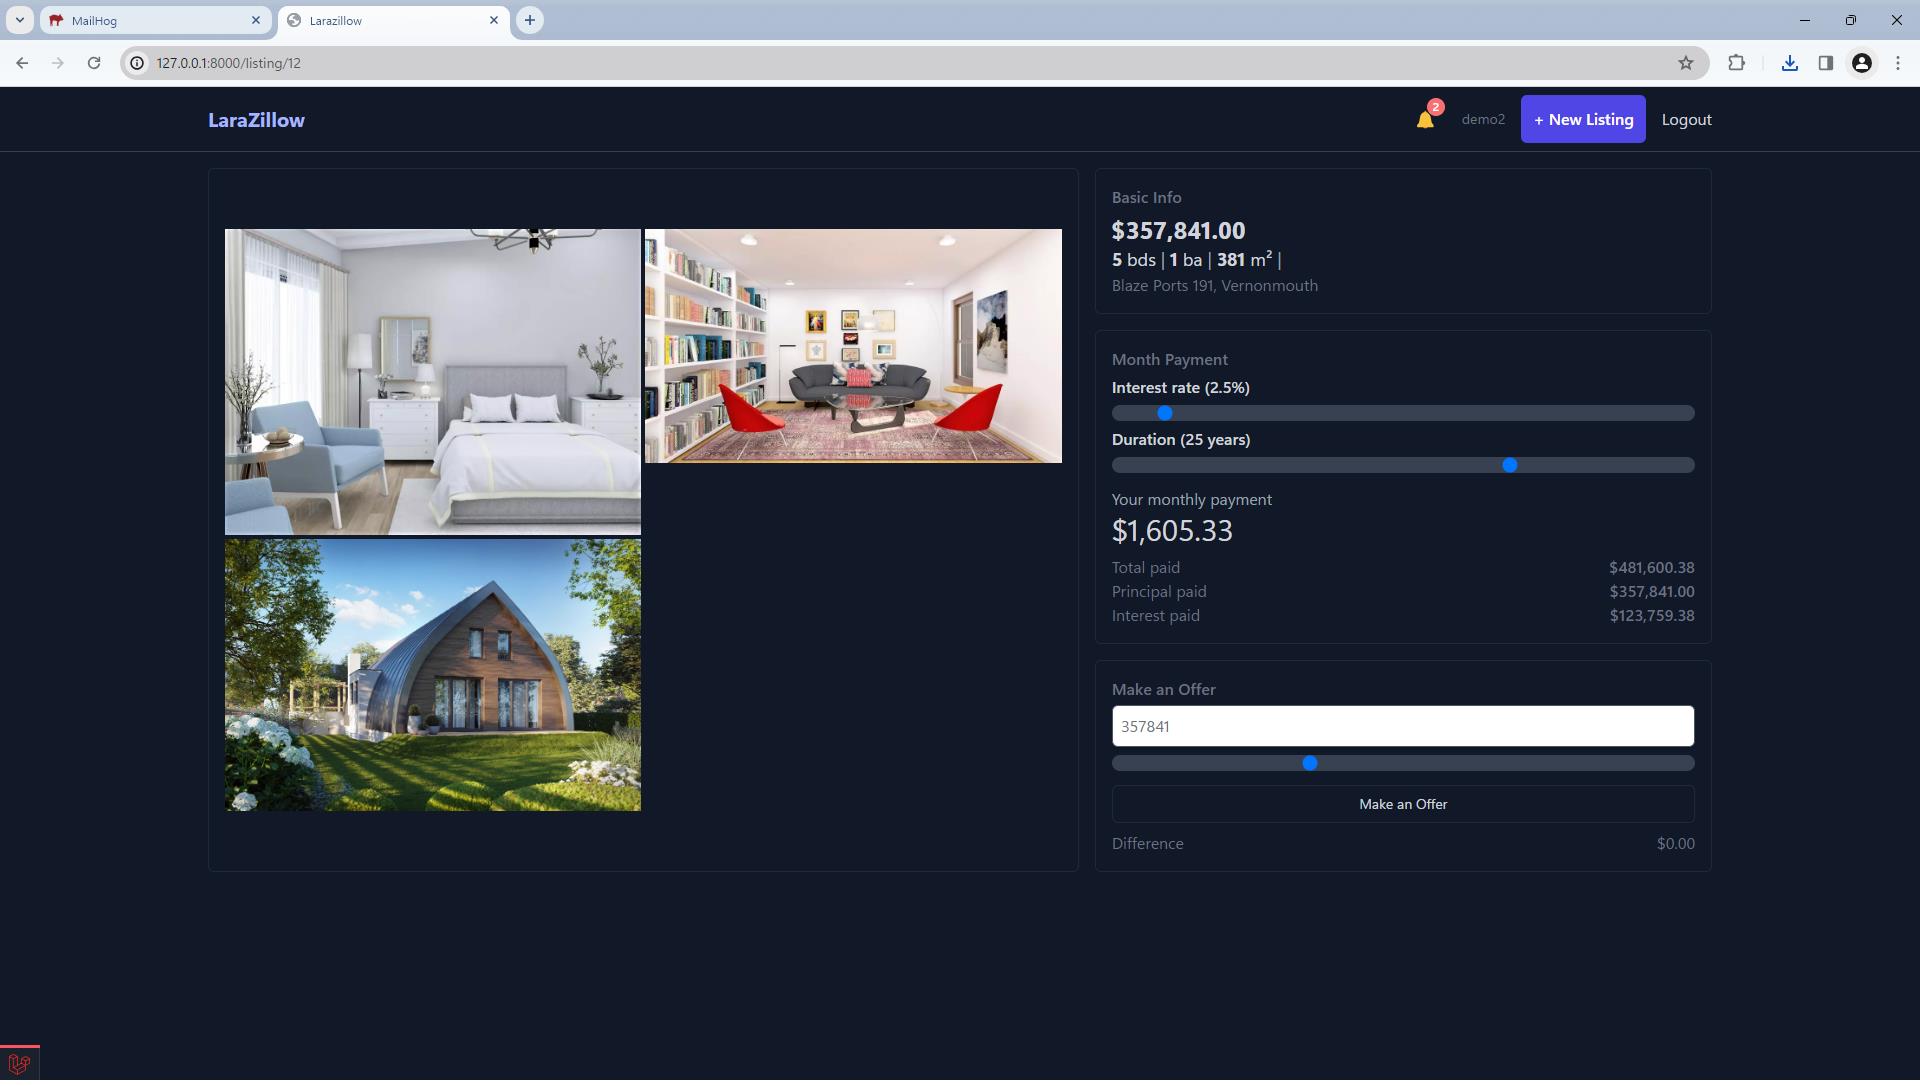 MailHog
Larazillow
127.0.0.1:8000/listing/12
LaraZillow
2
demo2
+ New Listing
Logout
Basic Info
$357,841.00
5 bds | 1 ba | 381 m² |
Blaze Ports 191, Vernonmouth
Month Payment
Interest rate (2.5%)
Duration (25 years)
Your monthly payment
$1,605.33
Total paid $481,600.38
Principal paid $357,841.00
Interest paid $123,759.38
Make an Offer
357841
Make an Offer
Difference $0.00